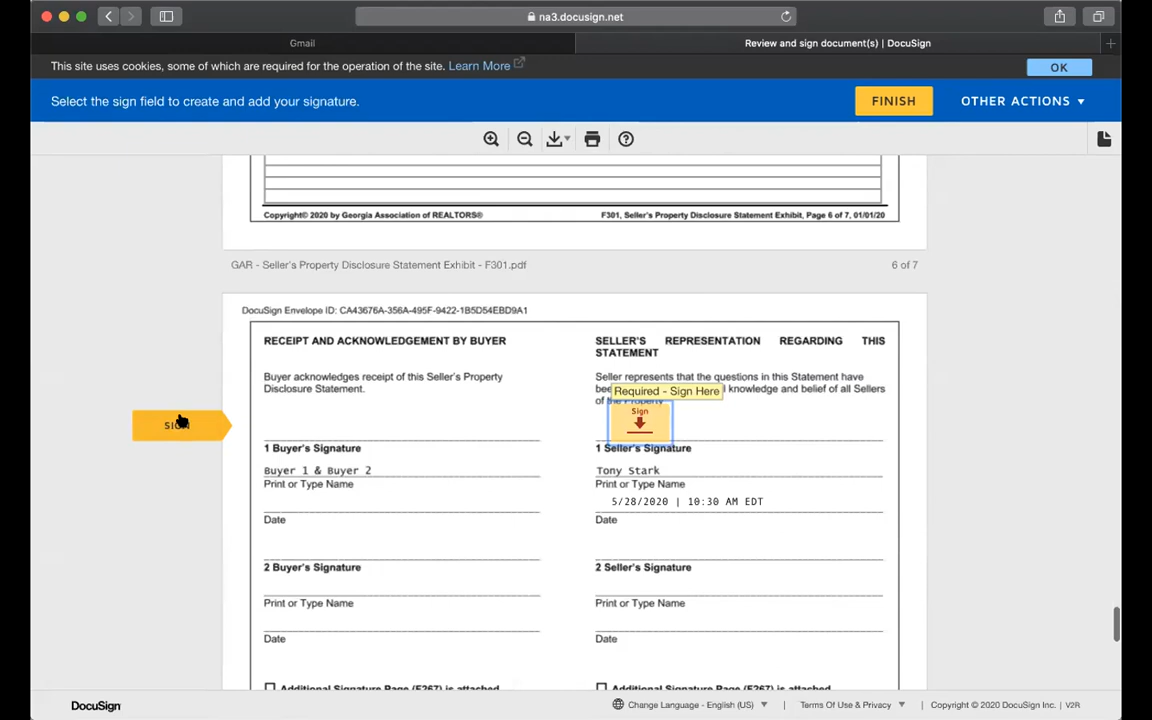 na3.docusign.net
Gmail
Review and sign document(s) | DocuSign
This site uses cookies, some of which are required for the operation of the site. Learn More
OK
Select the sign field to create and add your signature.
FINISH
OTHER ACTIONS
Copyright© 2020 by Georgia Association of REALTORS®
F301, Seller's Property Disclosure Statement Exhibit, Page 6 of 7, 01/01/20
GAR - Seller's Property Disclosure Statement Exhibit - F301.pdf
6 of 7
DocuSign Envelope ID: CA43676A-356A-495F-9422-1B5D54EBD9A1
RECEIPT AND ACKNOWLEDGEMENT BY BUYER
Buyer acknowledges receipt of this Seller's Property
Disclosure Statement.
SIGN
1 Buyer's Signature
Buyer 1 & Buyer 2
Print or Type Name
Date
2 Buyer's Signature
Print or Type Name
Date
Additional Signature Page (F267) is attached
SELLER'S REPRESENTATION REGARDING THIS
STATEMENT
Seller represents that the questions in this Statement have
Required - Sign Here
knowledge and belief of all Sellers
of the Property
Sign
1 Seller's Signature
Tony Stark
Print or Type Name
5/28/2020 | 10:30 AM EDT
Date
2 Seller's Signature
Print or Type Name
Date
Additional Signature Page (F267) is attached
DocuSign
Change Language - English (US)
Terms Of Use & Privacy
Copyright © 2020 DocuSign Inc. | V2R